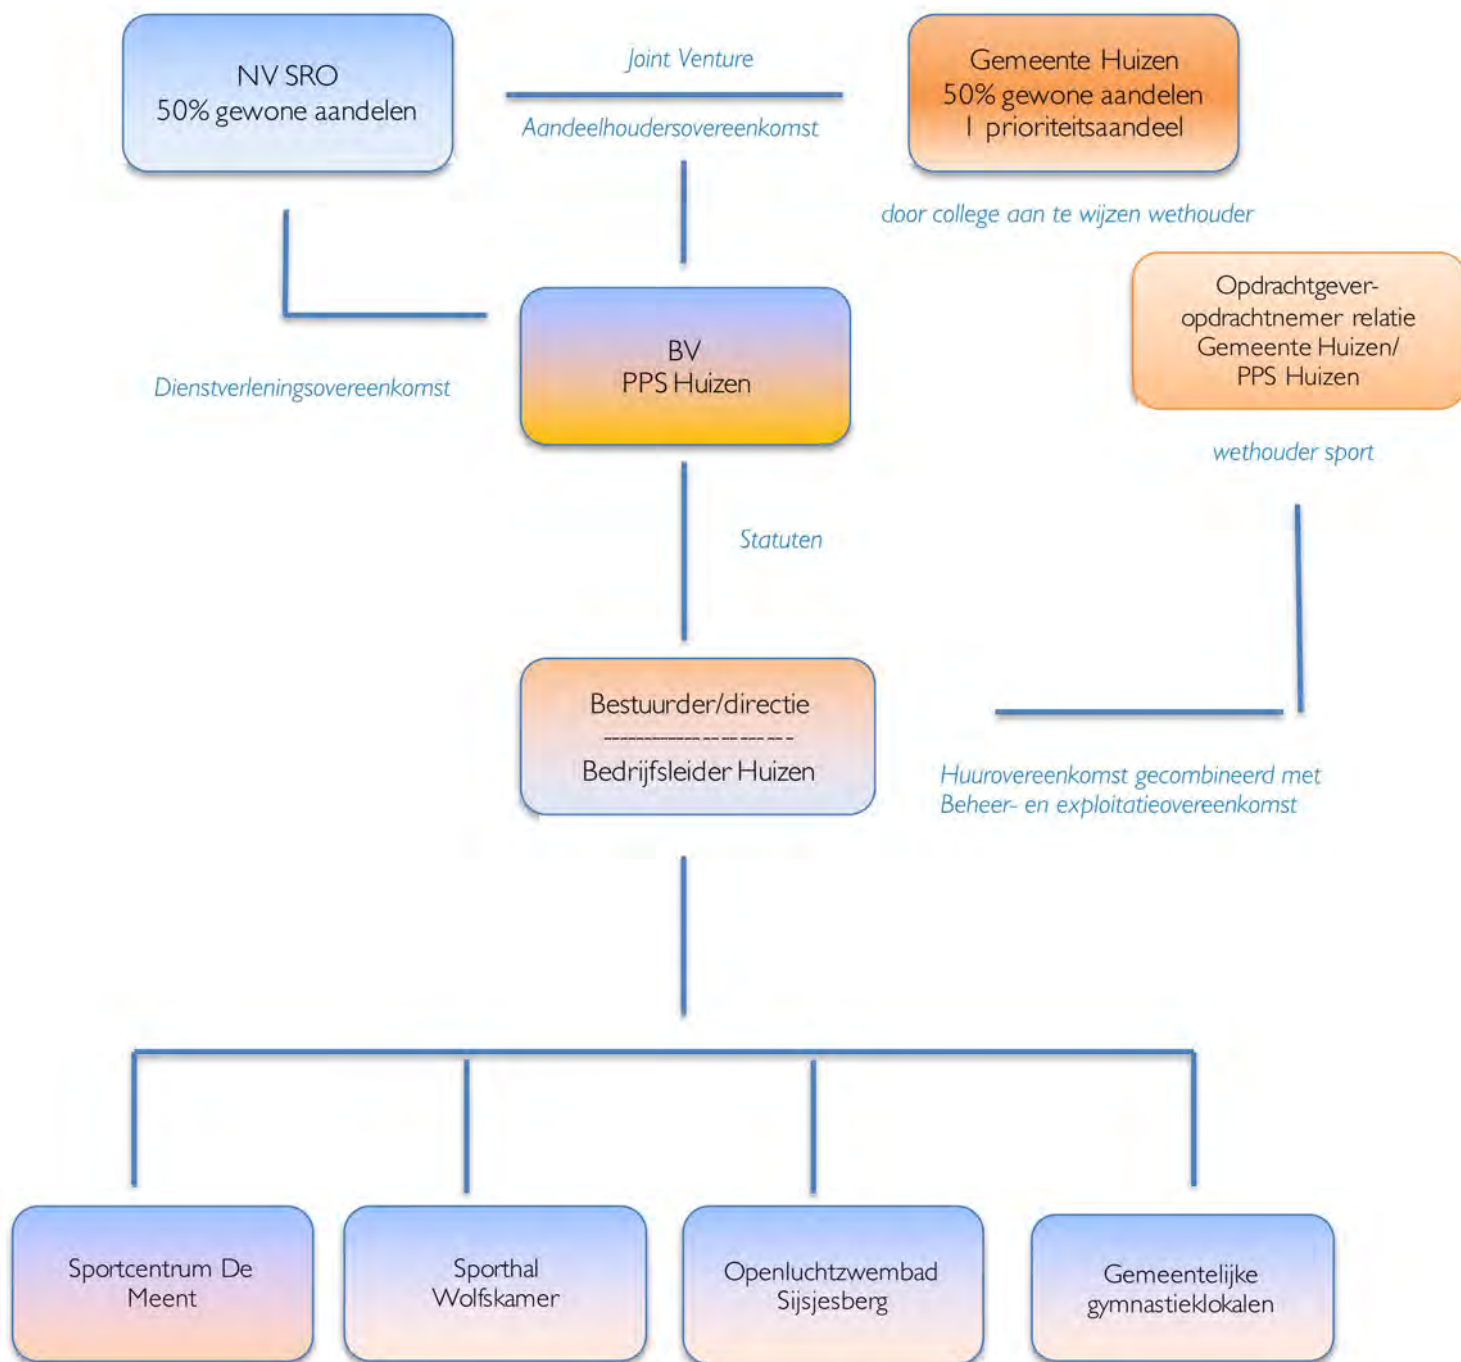 NV SRO
50% gewone aandelen
Joint Venture
Aandeelhoudersovereenkomst
Gemeente Huizen
50% gewone aandelen
1 prioriteitsaandeel
door college aan te wijzen wethouder
Opdrachtgever-
opdrachtnemer relatie
Gemeente Huizen/
PPS Huizen
wethouder sport
BV
PPS Huizen
Dienstverleningsovereenkomst
Statuten
Bestuurder/directie
-----------------------
Bedrijfsleider Huizen
Huurovereenkomst gecombineerd met
Beheer- en exploitatieovereenkomst
Sportcentrum De
Meent
Sporthal
Wolfskamer
Openluchtzwembad
Sijsjesberg
Gemeentelijke
gymnastieklokalen